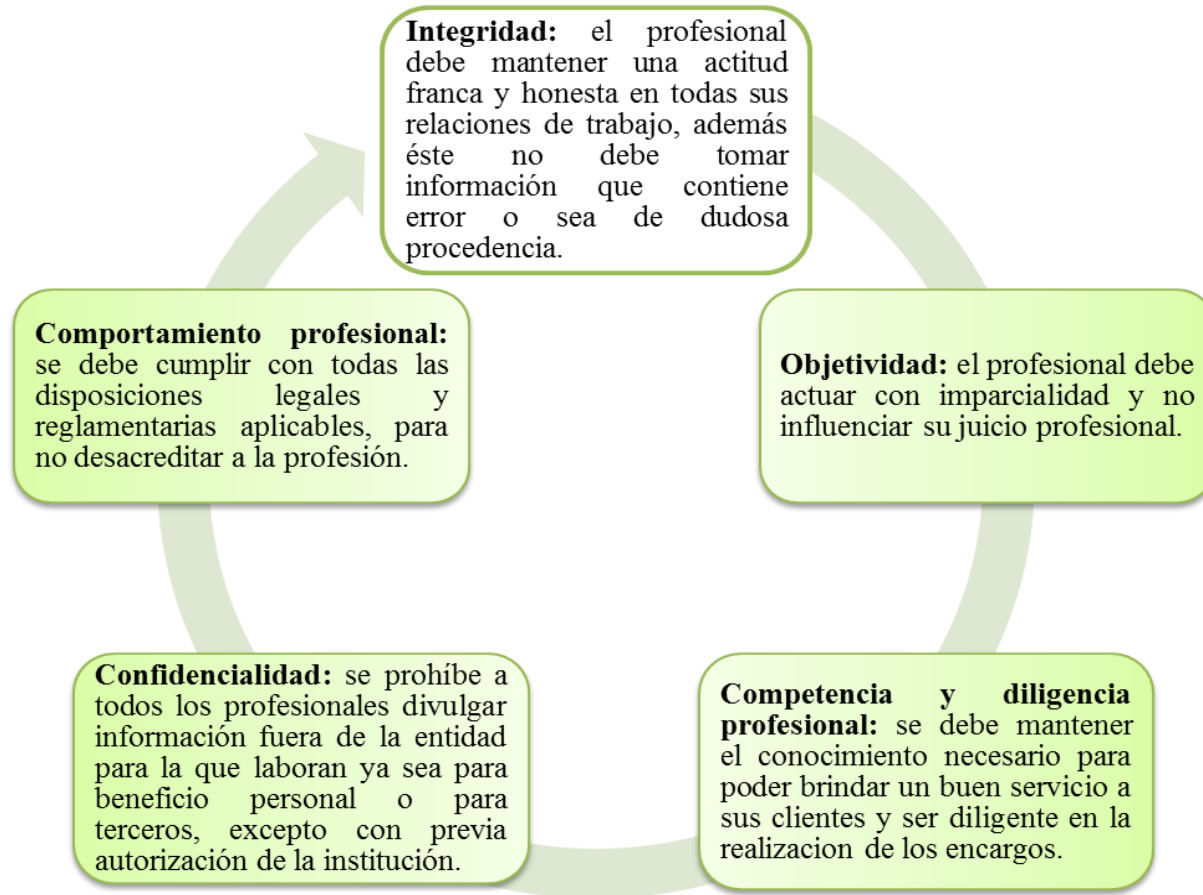 Integridad: el profesional
debe mantener una actitud
franca y honesta en todas sus
relaciones de trabajo, además
éste no debe tomar
información que contiene
error o sea de dudosa
procedencia.
Objetividad: el profesional debe
actuar con imparcialidad y no
influenciar su juicio profesional.
Competencia y diligencia
profesional: se debe mantener
el conocimiento necesario para
poder brindar un buen servicio a
sus clientes y ser diligente en la
realizacion de los encargos.
Confidencialidad: se prohíbe a
todos los profesionales divulgar
información fuera de la entidad
para la que laboran ya sea para
beneficio personal o para
terceros, excepto con previa
autorización de la institución.
Comportamiento profesional:
se debe cumplir con todas las
disposiciones legales y
reglamentarias aplicables, para
no desacreditar a la profesión.